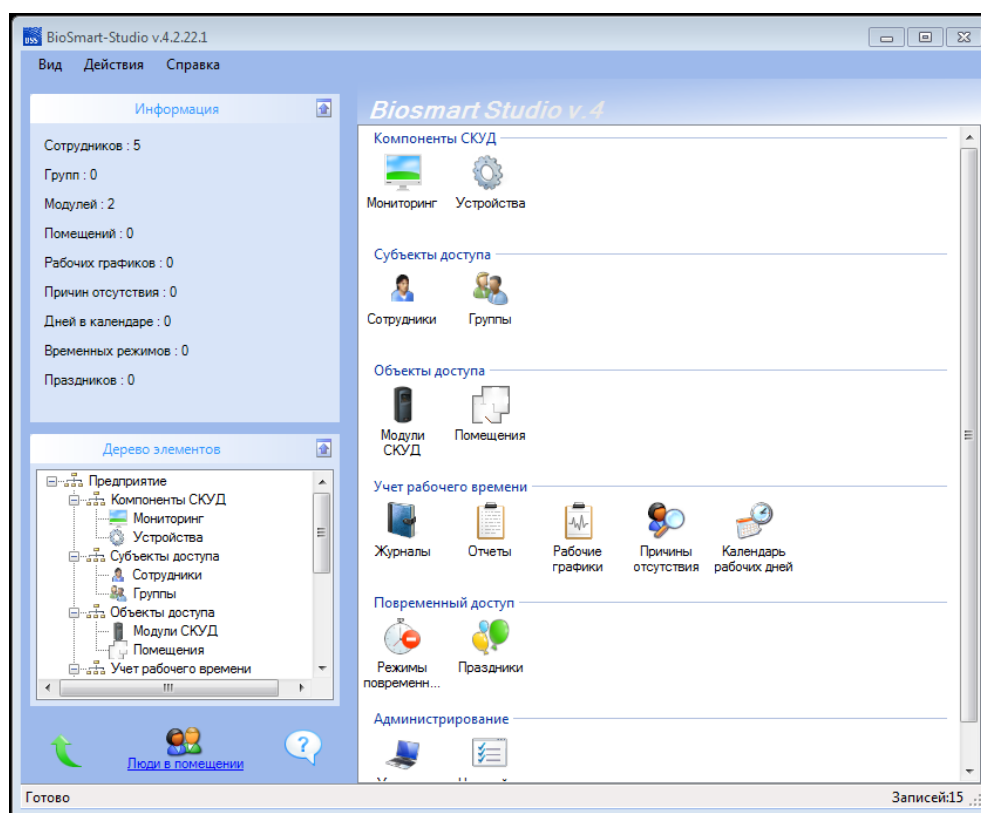 BioSmart-Studio v.4.2.22.1
Вид Действия Справка
Информация
Сотрудников : 5
Групп : 0
Модулей : 2
Помещений : 0
Рабочих графиков : 0
Причин отсутствия : 0
Дней в календаре : 0
Временных режимов : 0
Праздников : 0
Дерево элементов
Предприятие
Компоненты СКУД
Мониторинг
Устройства
Субъекты доступа
Сотрудники
Группы
Объекты доступа
Модули СКУД
Помещения
Учет рабочего времени
Люди в помещении
Biosmart Studio v.4
Компоненты СКУД
Мониторинг Устройства
Субъекты доступа
Сотрудники Группы
Объекты доступа
Модули Помещения
СКУД
Учет рабочего времени
Журналы Отчеты Рабочие Причины Календарь
графики отсутствия рабочих дней
Повременный доступ
Режимы Праздники
повременн...
Администрирование
Готово Записей:15